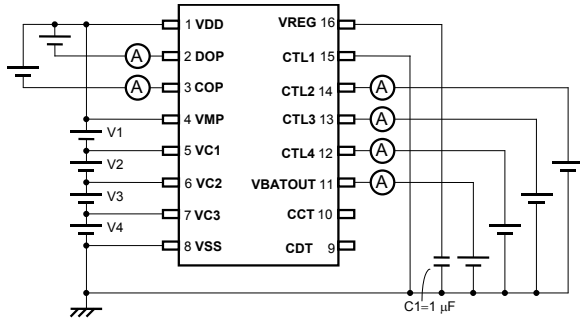 1 VDD
2 DOP
3 COP
4 VMP
5 VC1
6 VC2
7 VC3
8 VSS
VREG 16
CTL1 15
CTL2 14
CTL3 13
CTL4 12
VBATOUT 11
CCT 10
CDT 9
A
A
A
A
A
A
V1
V2
V3
V4
C1=1 µF